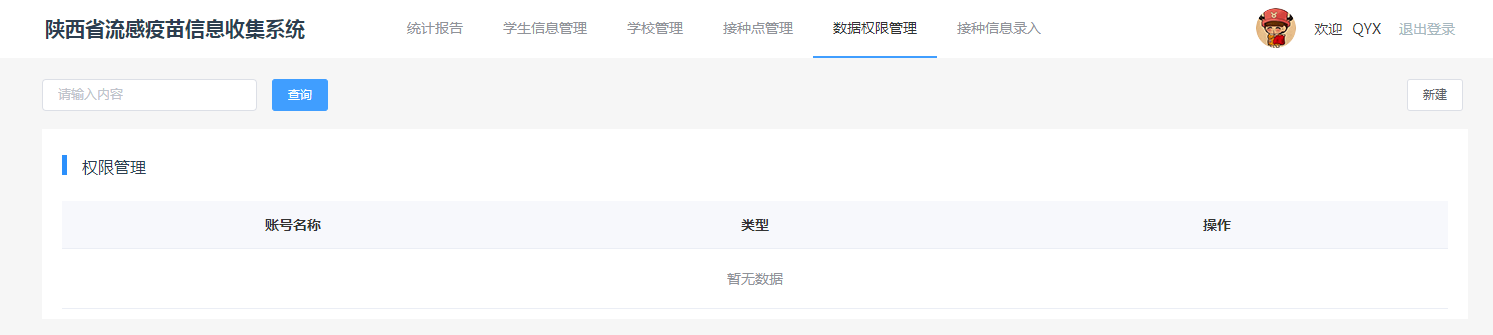 陕西省流感疫苗信息收集系统 统计报告 学生信息管理 学校管理 接种点管理 数据权限管理 接种信息录入 欢迎 QYX 退出登录
请输入内容 查询 新建
权限管理
账号名称 类型 操作
暂无数据